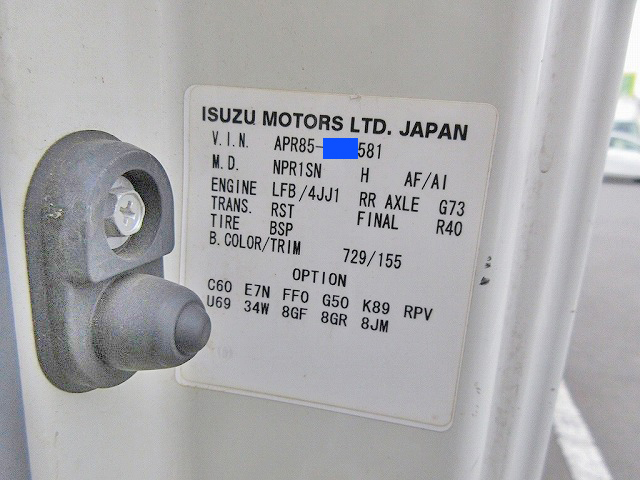 ISUZU MOTORS LTD. JAPAN
V.I.N. APR85- 581
M.D. NPR1SN H AF/AI
ENGINE LFB/4JJ1 RR AXLE G73
TRANS. RST FINAL R40
TIRE BSP
B.COLOR/TRIM 729/155
OPTION
C60 E7N FF0 G50 K89 RPV
U69 34W 8GF 8GR 8JM